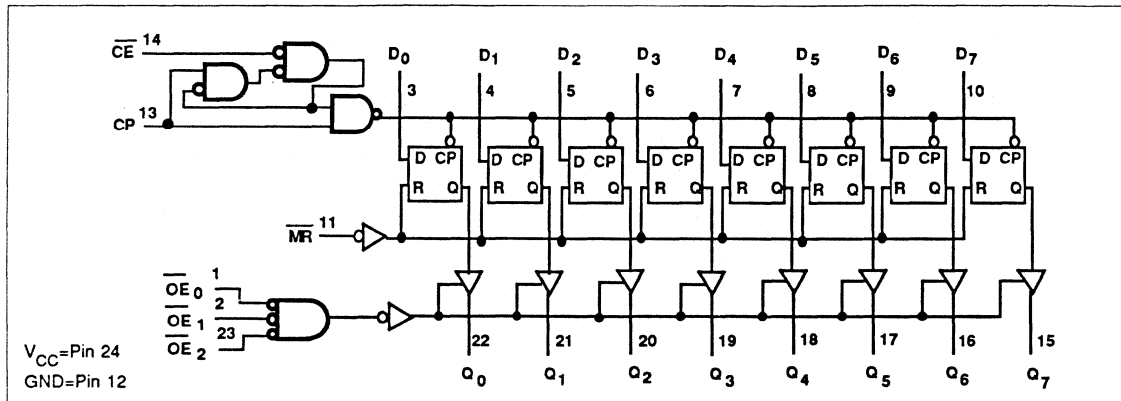 CE 14
D0 D1 D2 D3 D4 D5 D6 D7
3 4 5 6 7 8 9 10
CP 13
D CP D CP D CP D CP D CP D CP D CP D CP
R Q R Q R Q R Q R Q R Q R Q R Q
MR 11
OE0 1
OE1 2
OE2 23
22 21 20 19 18 17 16 15
Q0 Q1 Q2 Q3 Q4 Q5 Q6 Q7
VCC=Pin 24
GND=Pin 12